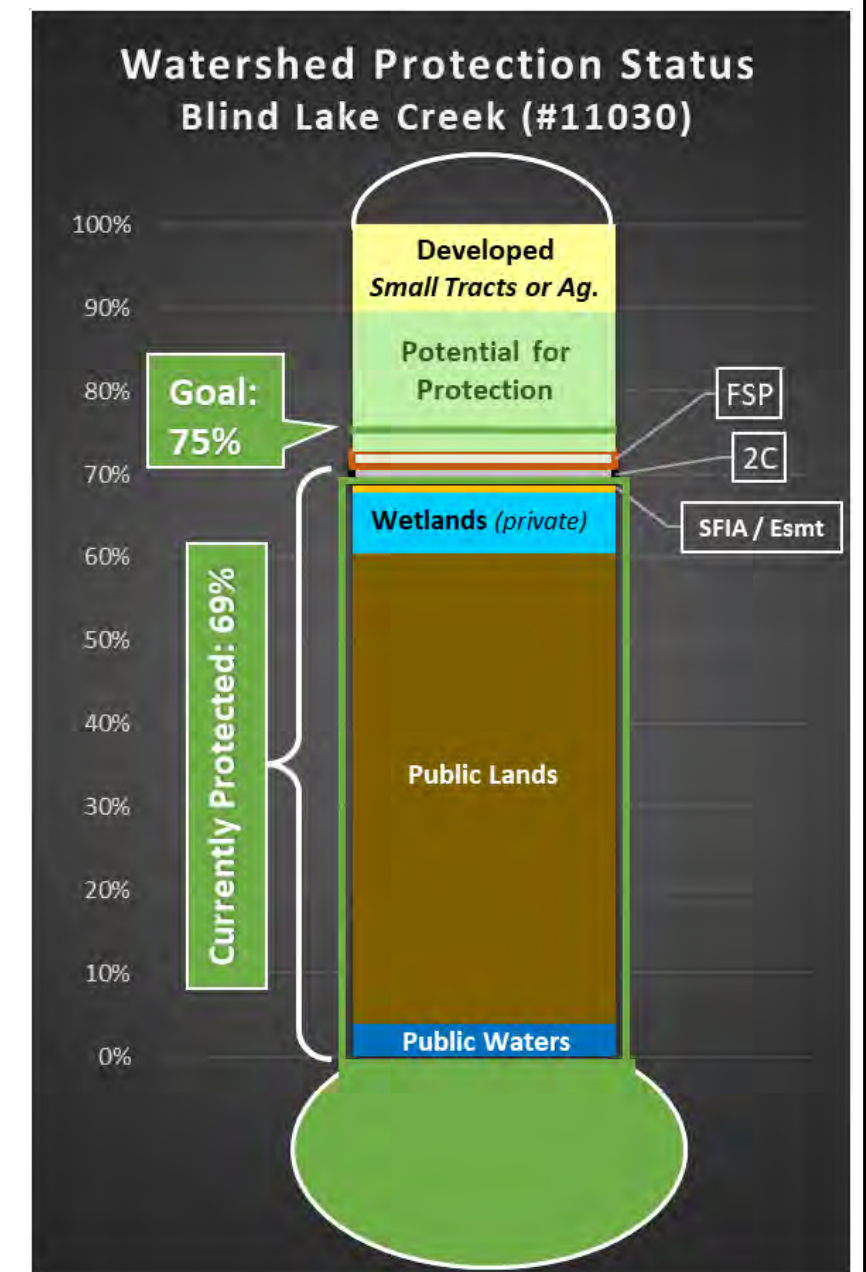 Watershed Protection Status
Blind Lake Creek (#11030)
100%
90%
80%
70%
60%
50%
40%
30%
20%
10%
0%
Developed
Small Tracts or Ag.
Potential for
Protection
Goal:
75%
FSP
2C
SFIA / Esmt
Wetlands (private)
Currently Protected: 69%
Public Lands
Public Waters